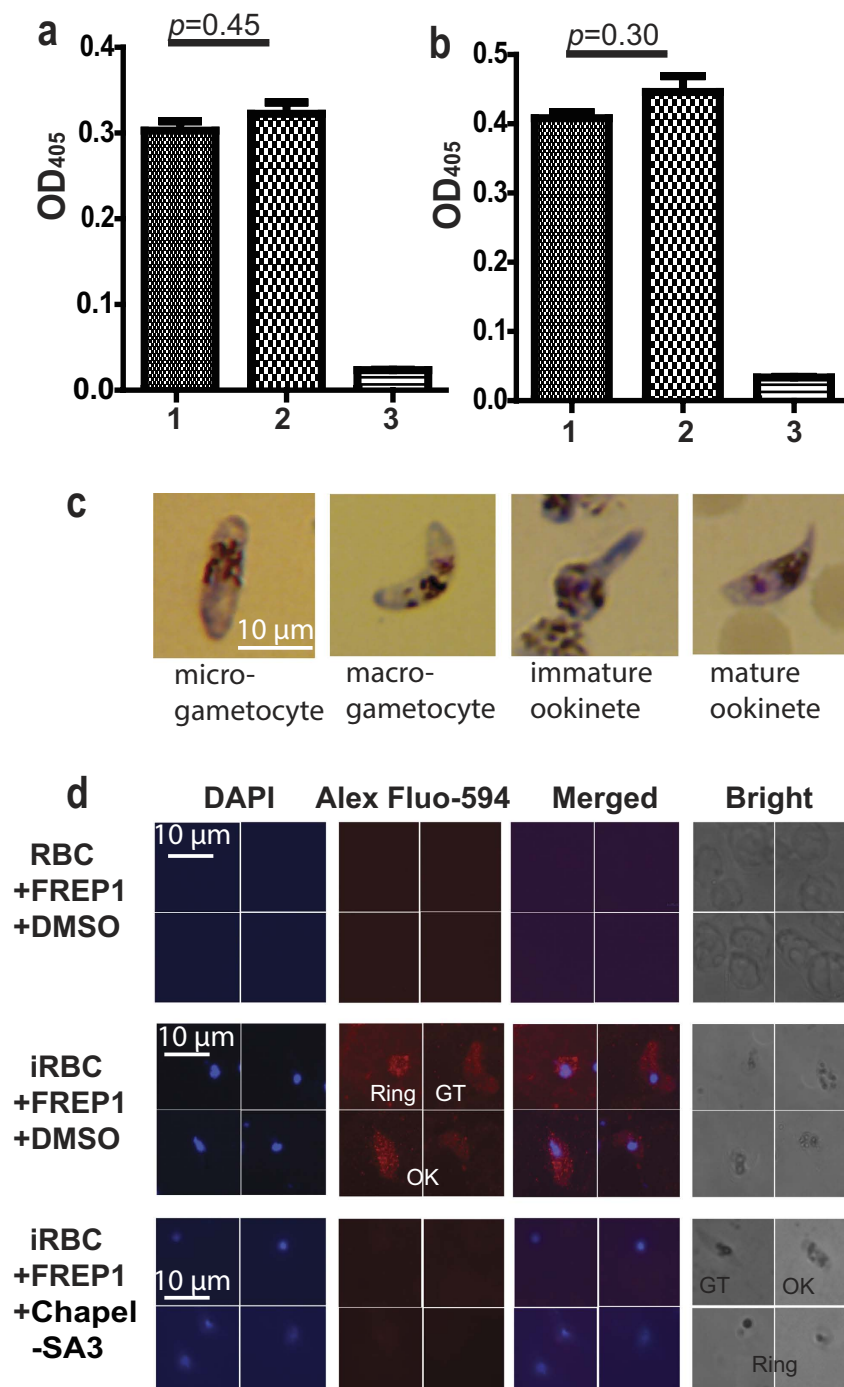 a
p=0.45
0.4
0.3
0.2
0.1
0.0
OD405
1 2 3
b
p=0.30
0.5
0.4
0.3
0.2
0.1
0.0
OD405
1 2 3
c
10 µm
micro-
gametocyte
macro-
gametocyte
immature
ookinete
mature
ookinete
d
DAPI Alex Fluo-594 Merged Bright
RBC
+FREP1
+DMSO
10 µm
iRBC
+FREP1
+DMSO
10 µm
Ring GT
OK
iRBC
+FREP1
+Chapel
-SA3
10 µm
GT OK
Ring